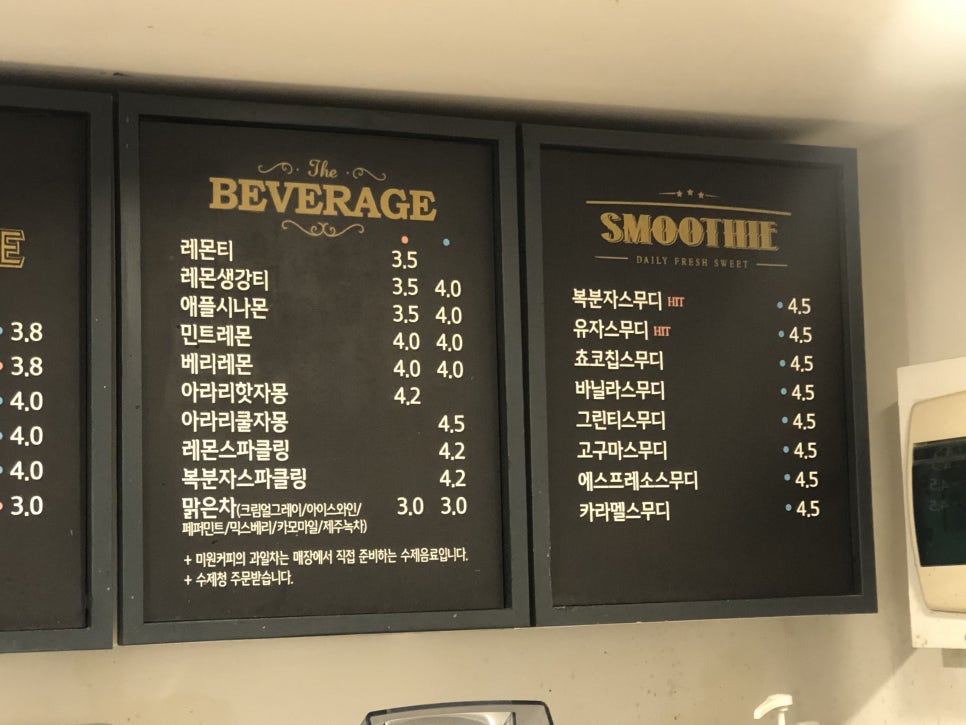 E
3.8
3.8
4.0
4.0
4.0
3.0
The
BEVERAGE
레몬티 3.5
레몬생강티 3.5 4.0
애플시나몬 3.5 4.0
민트레몬 4.0 4.0
베리레몬 4.0 4.0
아라리핫자몽 4.2
아라리쿨자몽 4.5
레몬스파클링 4.2
복분자스파클링 4.2
맑은차(크림얼그레이/아이스와인/ 3.0 3.0
페퍼민트/믹스베리/카모마일/제주녹차)
+ 미원커피의 과일차는 매장에서 직접 준비하는 수제음료입니다.
+ 수제청 주문받습니다.
SMOOTHIE
DAILY FRESH SWEET
복분자스무디 HIT 4.5
유자스무디 HIT 4.5
쵸코칩스무디 4.5
바닐라스무디 4.5
그린티스무디 4.5
고구마스무디 4.5
에스프레소스무디 4.5
카라멜스무디 4.5